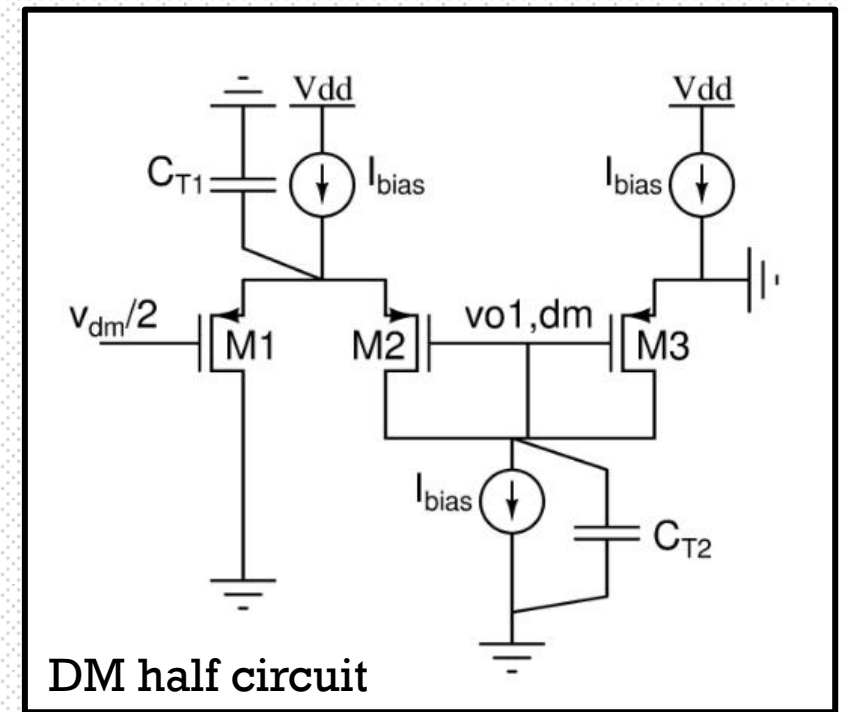 Vdd
Vdd
C_T1
I_bias
I_bias
v_dm/2
M1
M2
vo1,dm
M3
I_bias
C_T2
DM half circuit